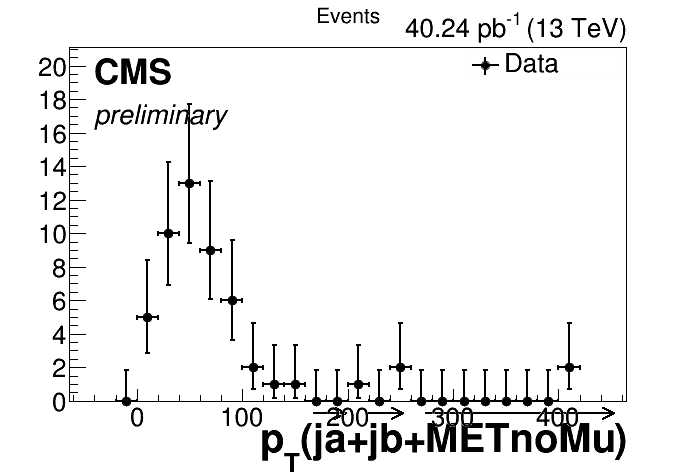 Events
40.24 pb-1 (13 TeV)
CMS
preliminary
Data
20
18
16
14
12
10
8
6
4
2
0
0 100 200 300 400
pT(ja+jb+METnoMu)